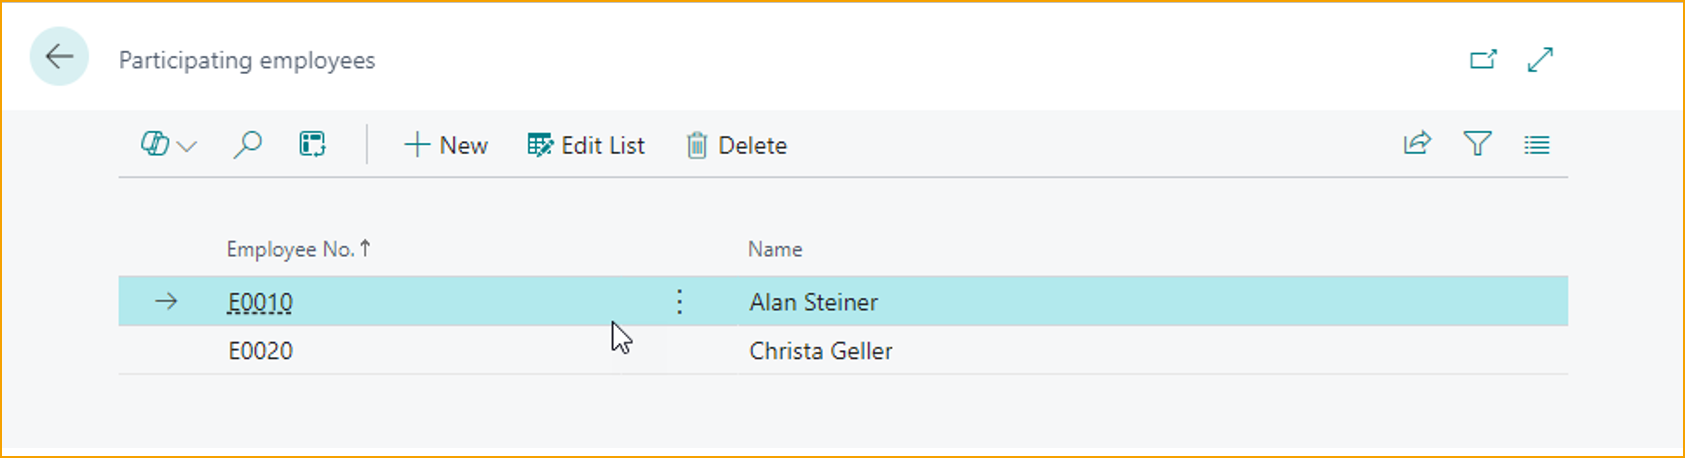 Participating employees
New Edit List Delete
Employee No.↑ Name
E0010 Alan Steiner
E0020 Christa Geller